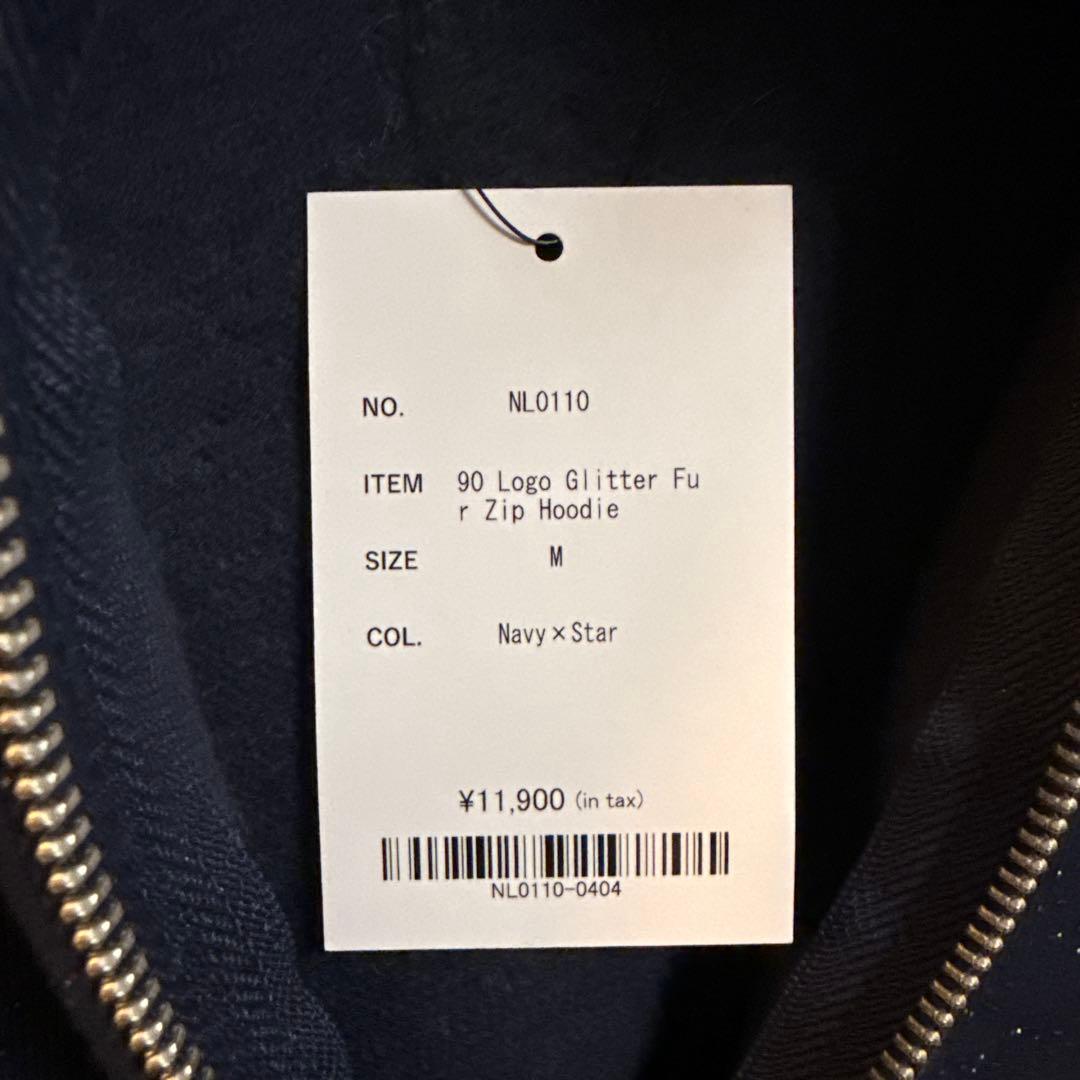 NO. NL0110
ITEM 90 Logo Glitter Fu
r Zip Hoodie
SIZE M
COL. Navy×Star
¥11,900 (in tax)
NL0110-0404